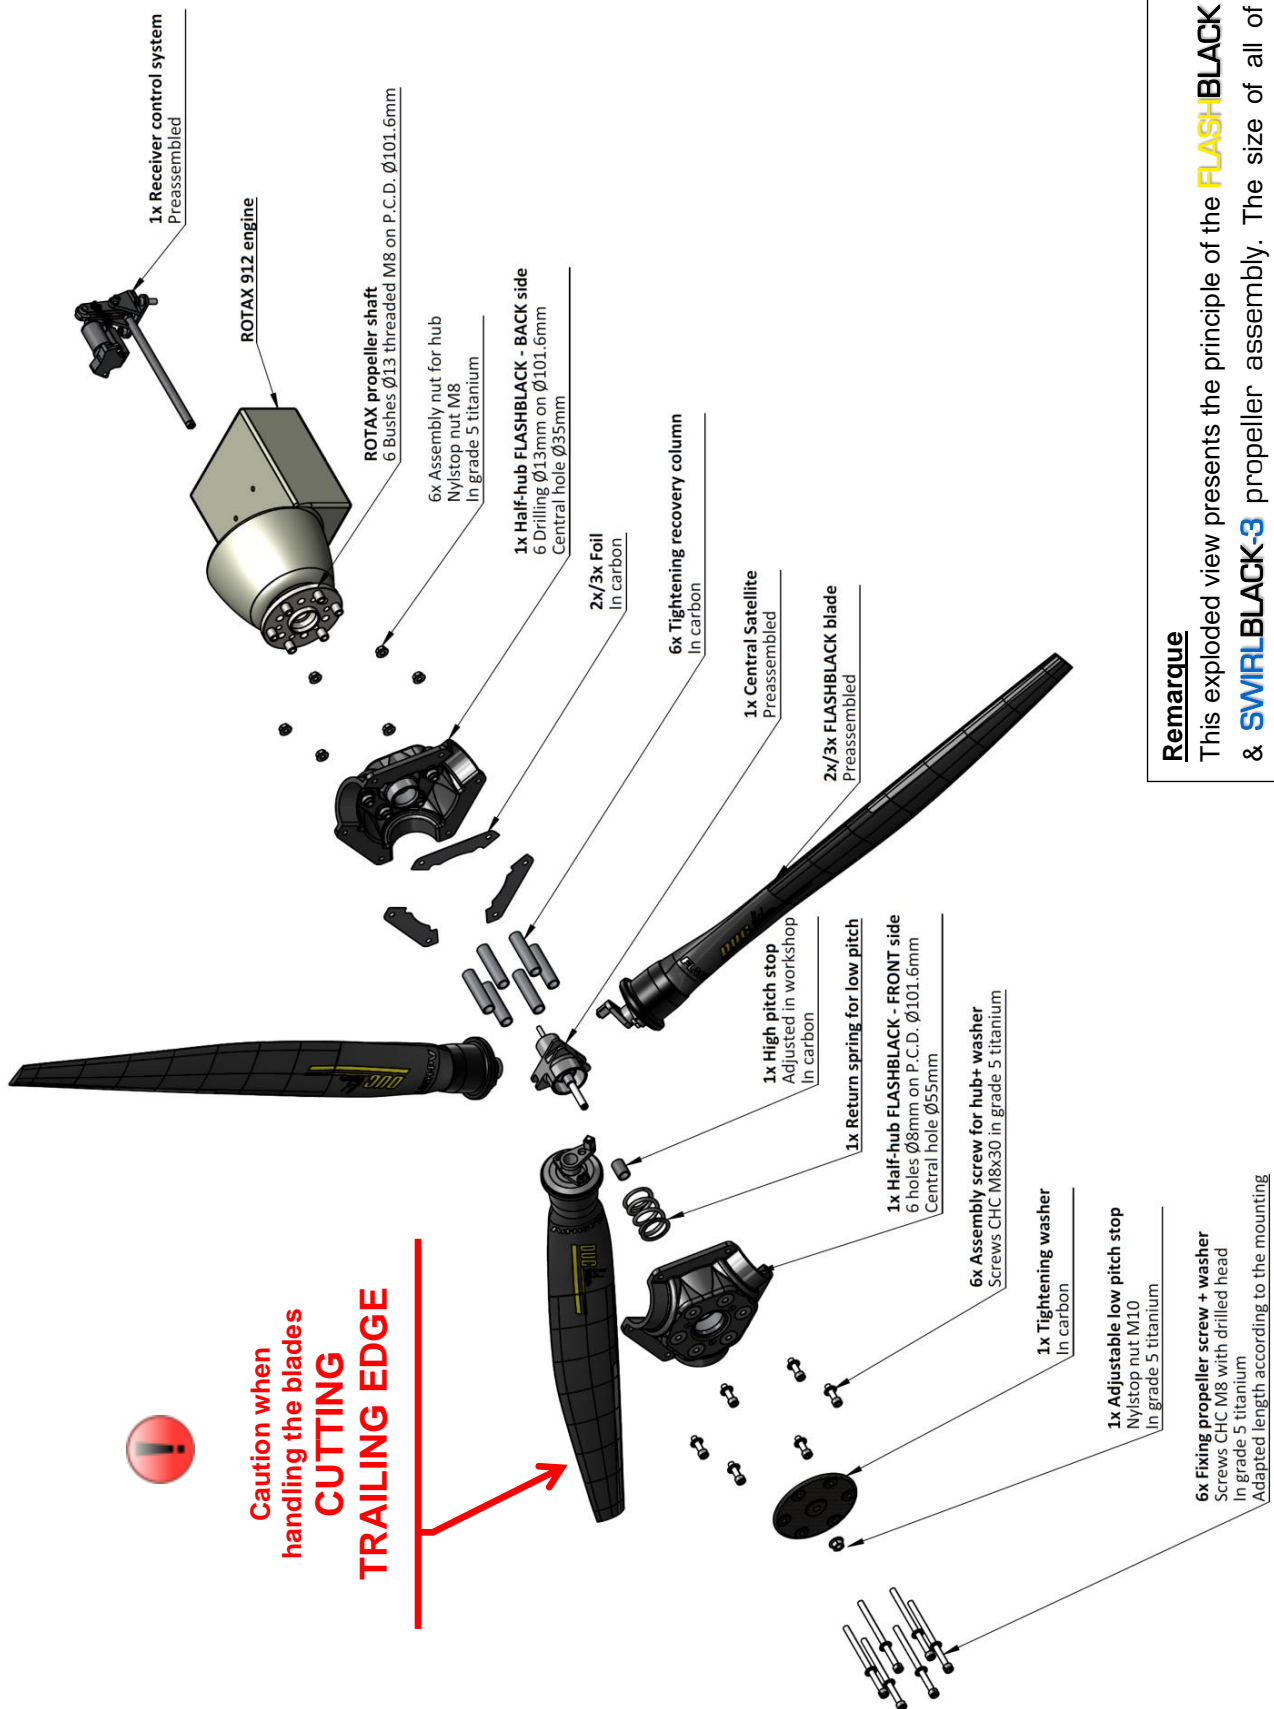 1x Receiver control system
Preassembled
ROTAX 912 engine
ROTAX propeller shaft
6 Bushes Ø13 threaded M8 on P.C.D. Ø101.6mm
6x Assembly nut for hub
Nylstop nut M8
In grade 5 titanium
1x Half-hub FLASHBLACK - BACK side
6 Drilling Ø13mm on Ø101.6mm
Central hole Ø35mm
2x/3x Foil
In carbon
6x Tightening recovery column
In carbon
1x Central Satellite
Preassembled
2x/3x FLASHBLACK blade
Preassembled
1x High pitch stop
Adjusted in workshop
In carbon
1x Return spring for low pitch
1x Half-hub FLASHBLACK - FRONT side
6 holes Ø8mm on P.C.D. Ø101.6mm
Central hole Ø55mm
6x Assembly screw for hub+ washer
Screws CHC M8x30 in grade 5 titanium
1x Tightening washer
In carbon
1x Adjustable low pitch stop
Nylstop nut M10
In grade 5 titanium
6x Fixing propeller screw + washer
Screws CHC M8 with drilled head
In grade 5 titanium
Adapted length according to the mounting
Caution when
handling the blades
CUTTING
TRAILING EDGE
DUC
DUC
DUC
Remarque
This exploded view presents the principle of the FLASHBLACK
& SWIRLBLACK-3 propeller assembly. The size of all of